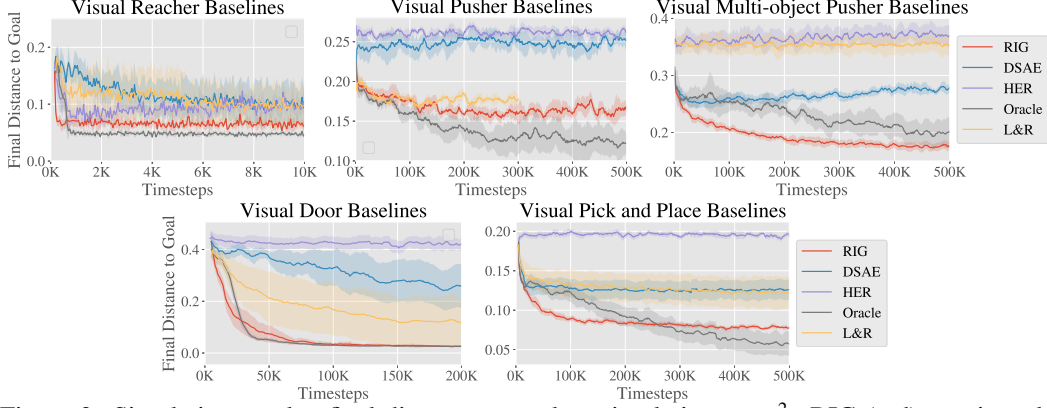 Visual Reacher Baselines
Visual Pusher Baselines
Visual Multi-object Pusher Baselines
Final Distance to Goal
0.2
0.1
0.0
0K 2K 4K 6K 8K 10K
Timesteps
0.25
0.20
0.15
0.10
0K 100K 200K 300K 400K 500K
Timesteps
0.4
0.3
0.2
0K 100K 200K 300K 400K 500K
Timesteps
RIG
DSAE
HER
Oracle
L&R
Visual Door Baselines
Visual Pick and Place Baselines
Final Distance to Goal
0.4
0.2
0.0
0K 50K 100K 150K 200K
Timesteps
0.20
0.15
0.10
0.05
0K 100K 200K 300K 400K 500K
Timesteps
RIG
DSAE
HER
Oracle
L&R